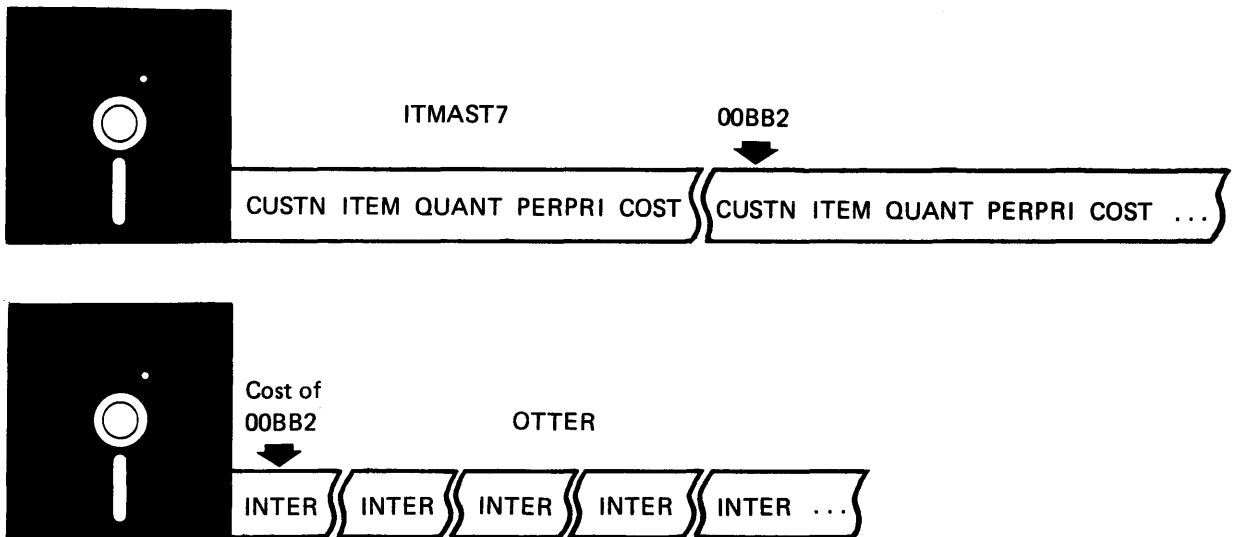 ITMAST7
00BB2
CUSTN ITEM QUANT PERPRI COST CUSTN ITEM QUANT PERPRI COST ...
Cost of
00BB2
OTTER
INTER INTER INTER INTER INTER ...